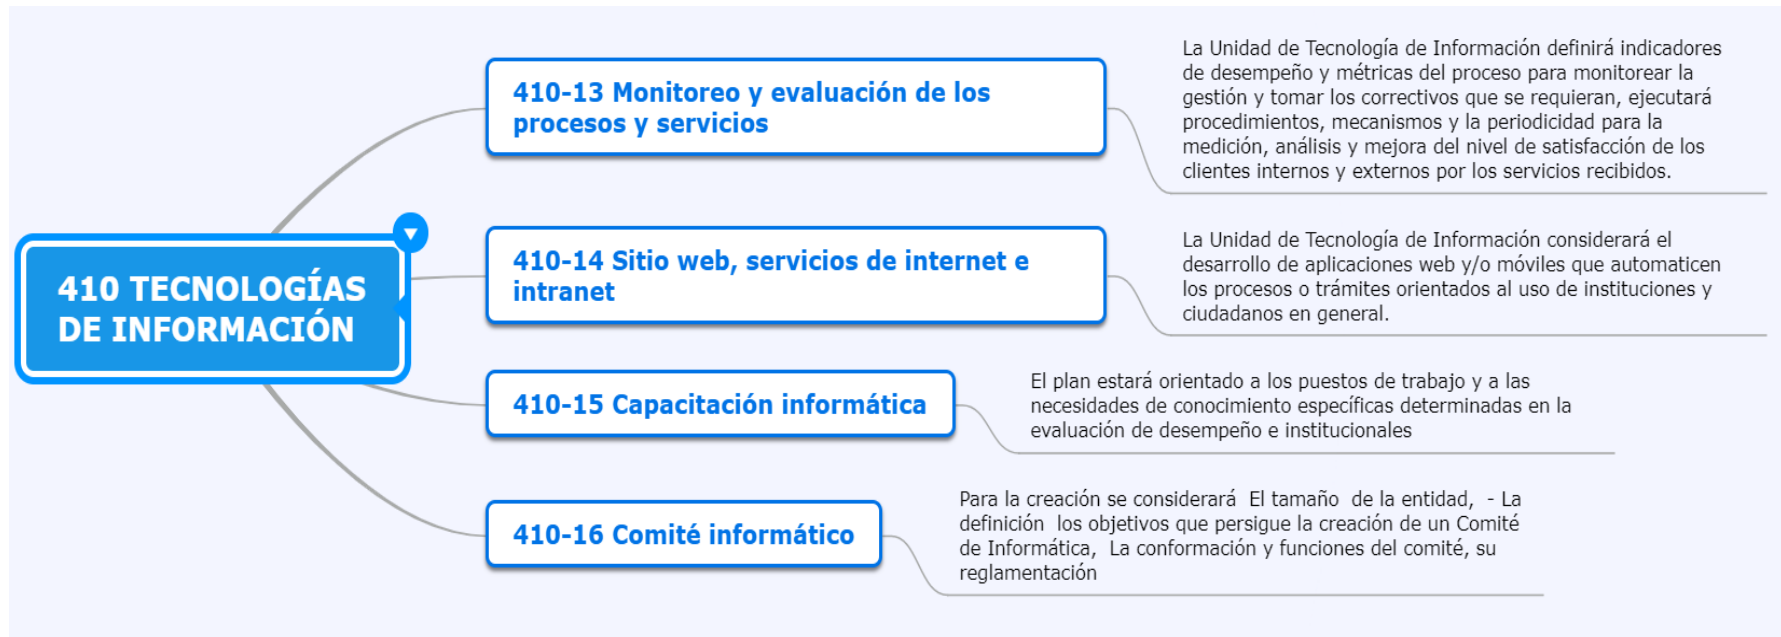 410 TECNOLOGÍAS
DE INFORMACIÓN
410-13 Monitoreo y evaluación de los
procesos y servicios
La Unidad de Tecnología de Información definirá indicadores
de desempeño y métricas del proceso para monitorear la
gestión y tomar los correctivos que se requieran, ejecutará
procedimientos, mecanismos y la periodicidad para la
medición, análisis y mejora del nivel de satisfacción de los
clientes internos y externos por los servicios recibidos.
410-14 Sitio web, servicios de internet e
intranet
La Unidad de Tecnología de Información considerará el
desarrollo de aplicaciones web y/o móviles que automaticen
los procesos o trámites orientados al uso de instituciones y
ciudadanos en general.
410-15 Capacitación informática
El plan estará orientado a los puestos de trabajo y a las
necesidades de conocimiento específicas determinadas en la
evaluación de desempeño e institucionales
410-16 Comité informático
Para la creación se considerará  El tamaño  de la entidad,  - La
definición  los objetivos que persigue la creación de un Comité
de Informática,  La conformación y funciones del comité, su
reglamentación